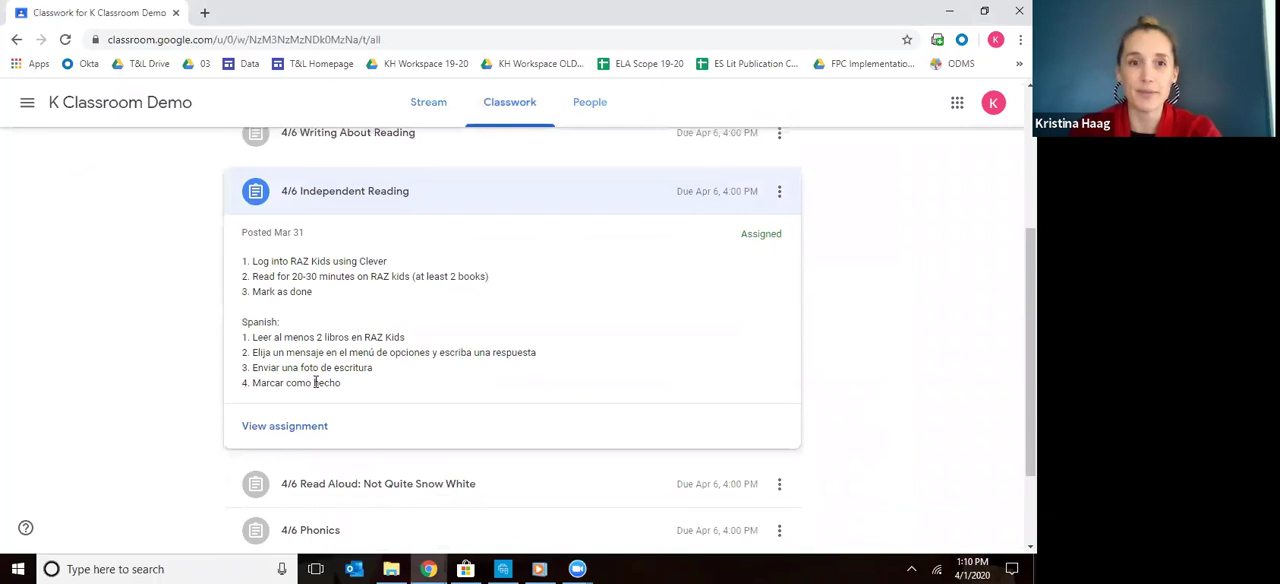 Classwork for K Classroom Demo
classroom.google.com/u/0/w/NzM3NzMzNDk0MzNa/t/all
Apps Okta T&L Drive 03 Data T&L Homepage KH Workspace 19-20 KH Workspace OLD... ELA Scope 19-20 ES Lit Publication C... FPC Implementatio... ODMS
K Classroom Demo Stream Classwork People K
4/6 Writing About Reading Due Apr 6, 4:00 PM
4/6 Independent Reading Due Apr 6, 4:00 PM
Posted Mar 31 Assigned
1. Log into RAZ Kids using Clever
2. Read for 20-30 minutes on RAZ kids (at least 2 books)
3. Mark as done
Spanish:
1. Leer al menos 2 libros en RAZ Kids
2. Elija un mensaje en el menú de opciones y escriba una respuesta
3. Enviar una foto de escritura
4. Marcar como hecho
View assignment
4/6 Read Aloud: Not Quite Snow White Due Apr 6, 4:00 PM
4/6 Phonics Due Apr 6, 4:00 PM
Type here to search
1:10 PM
4/1/2020
Kristina Haag